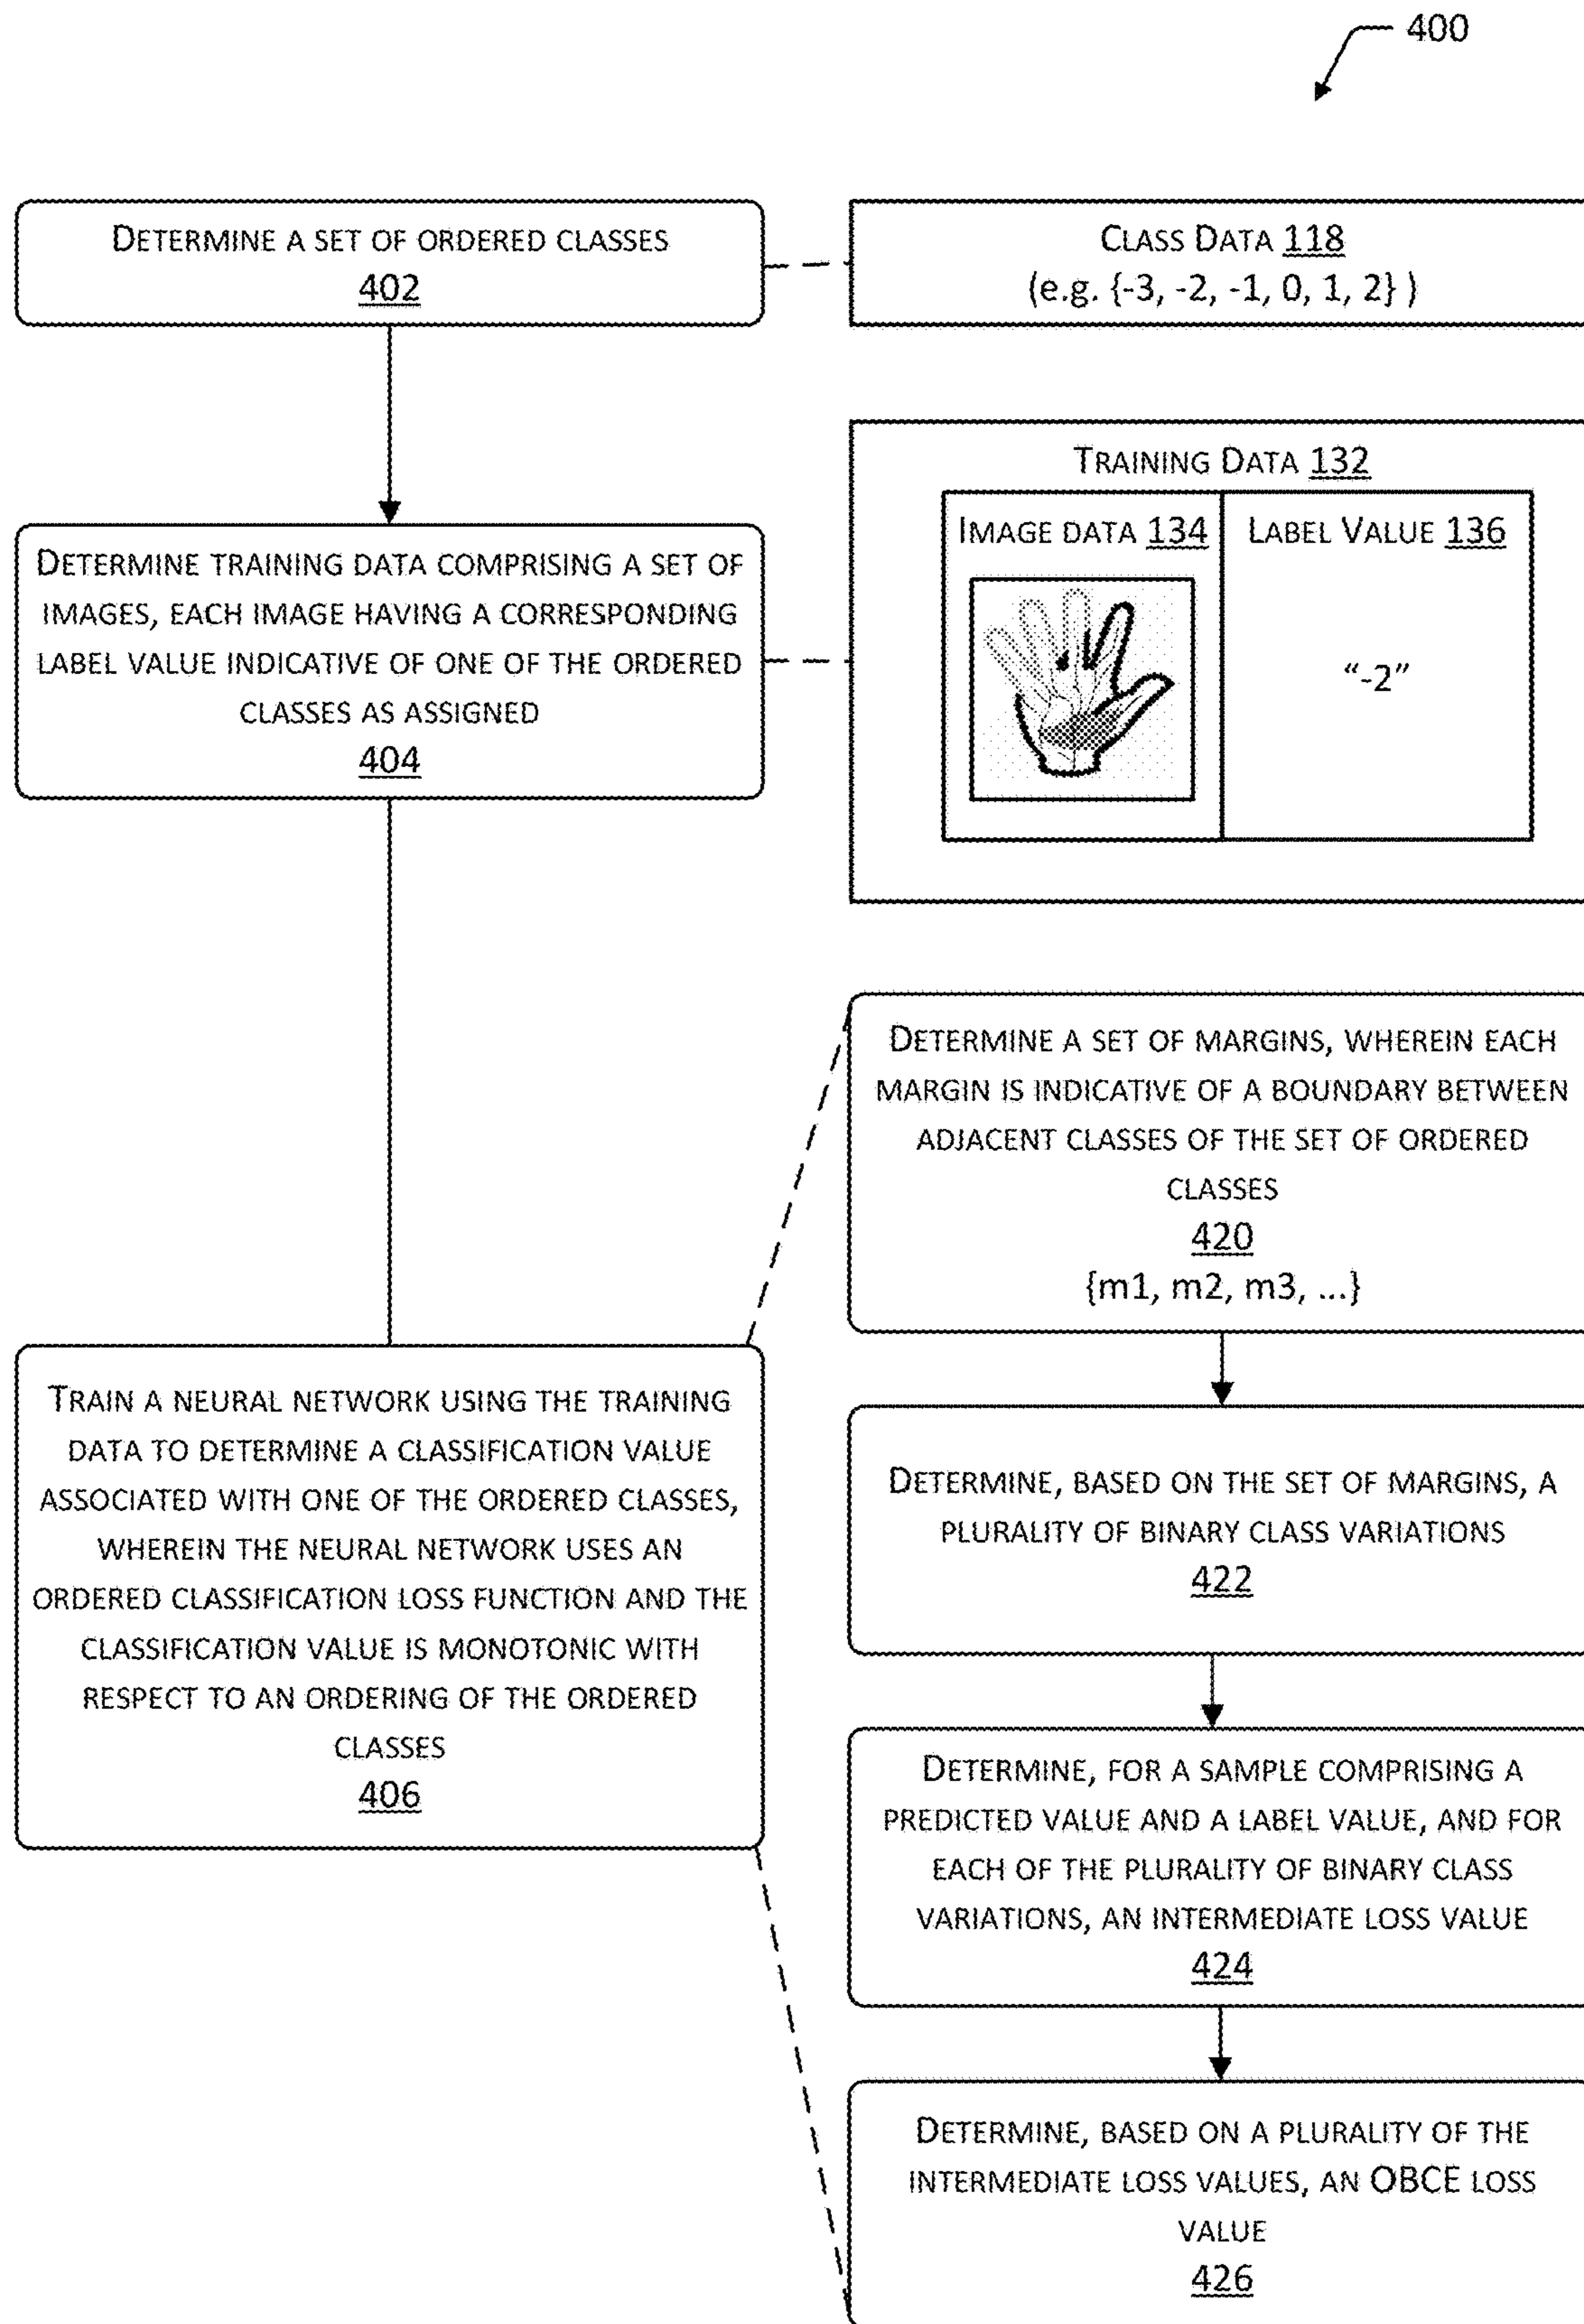 400
DETERMINE A SET OF ORDERED CLASSES
402
CLASS DATA 118
(e.g. {-3, -2, -1, 0, 1, 2} )
DETERMINE TRAINING DATA COMPRISING A SET OF
IMAGES, EACH IMAGE HAVING A CORRESPONDING
LABEL VALUE INDICATIVE OF ONE OF THE ORDERED
CLASSES AS ASSIGNED
404
TRAINING DATA 132
IMAGE DATA 134
LABEL VALUE 136
“-2”
TRAIN A NEURAL NETWORK USING THE TRAINING
DATA TO DETERMINE A CLASSIFICATION VALUE
ASSOCIATED WITH ONE OF THE ORDERED CLASSES,
WHEREIN THE NEURAL NETWORK USES AN
ORDERED CLASSIFICATION LOSS FUNCTION AND THE
CLASSIFICATION VALUE IS MONOTONIC WITH
RESPECT TO AN ORDERING OF THE ORDERED
CLASSES
406
DETERMINE A SET OF MARGINS, WHEREIN EACH
MARGIN IS INDICATIVE OF A BOUNDARY BETWEEN
ADJACENT CLASSES OF THE SET OF ORDERED
CLASSES
420
{m1, m2, m3, ...}
DETERMINE, BASED ON THE SET OF MARGINS, A
PLURALITY OF BINARY CLASS VARIATIONS
422
DETERMINE, FOR A SAMPLE COMPRISING A
PREDICTED VALUE AND A LABEL VALUE, AND FOR
EACH OF THE PLURALITY OF BINARY CLASS
VARIATIONS, AN INTERMEDIATE LOSS VALUE
424
DETERMINE, BASED ON A PLURALITY OF THE
INTERMEDIATE LOSS VALUES, AN OBCE LOSS
VALUE
426